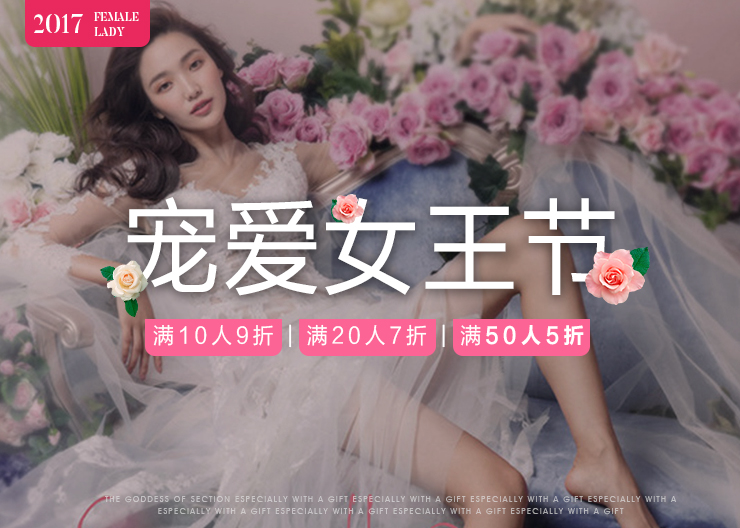 2017 FEMALE
LADY
宠爱女王节
满10人9折 | 满20人7折 | 满50人5折
THE GODDESS OF SECTION ESPECIALLY WITH A GIFT ESPECIALLY WITH A GIFT ESPECIALLY WITH A GIFT ESPECIALLY WITH A
ESPECIALLY WITH A GIFT ESPECIALLY WITH A GIFT ESPECIALLY WITH A GIFT ESPECIALLY WITH A GIFT